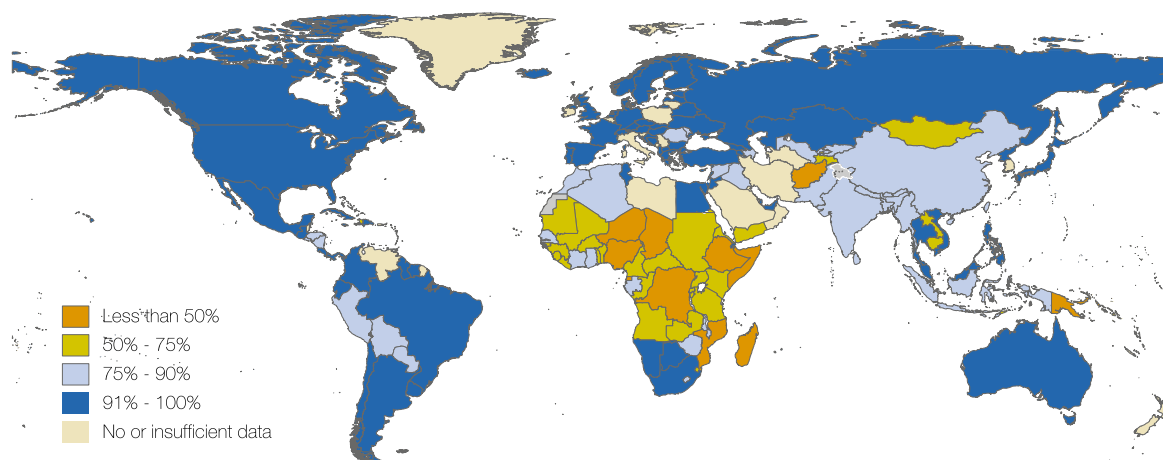 Less than 50%
50% - 75%
75% - 90%
91% - 100%
No or insufficient data